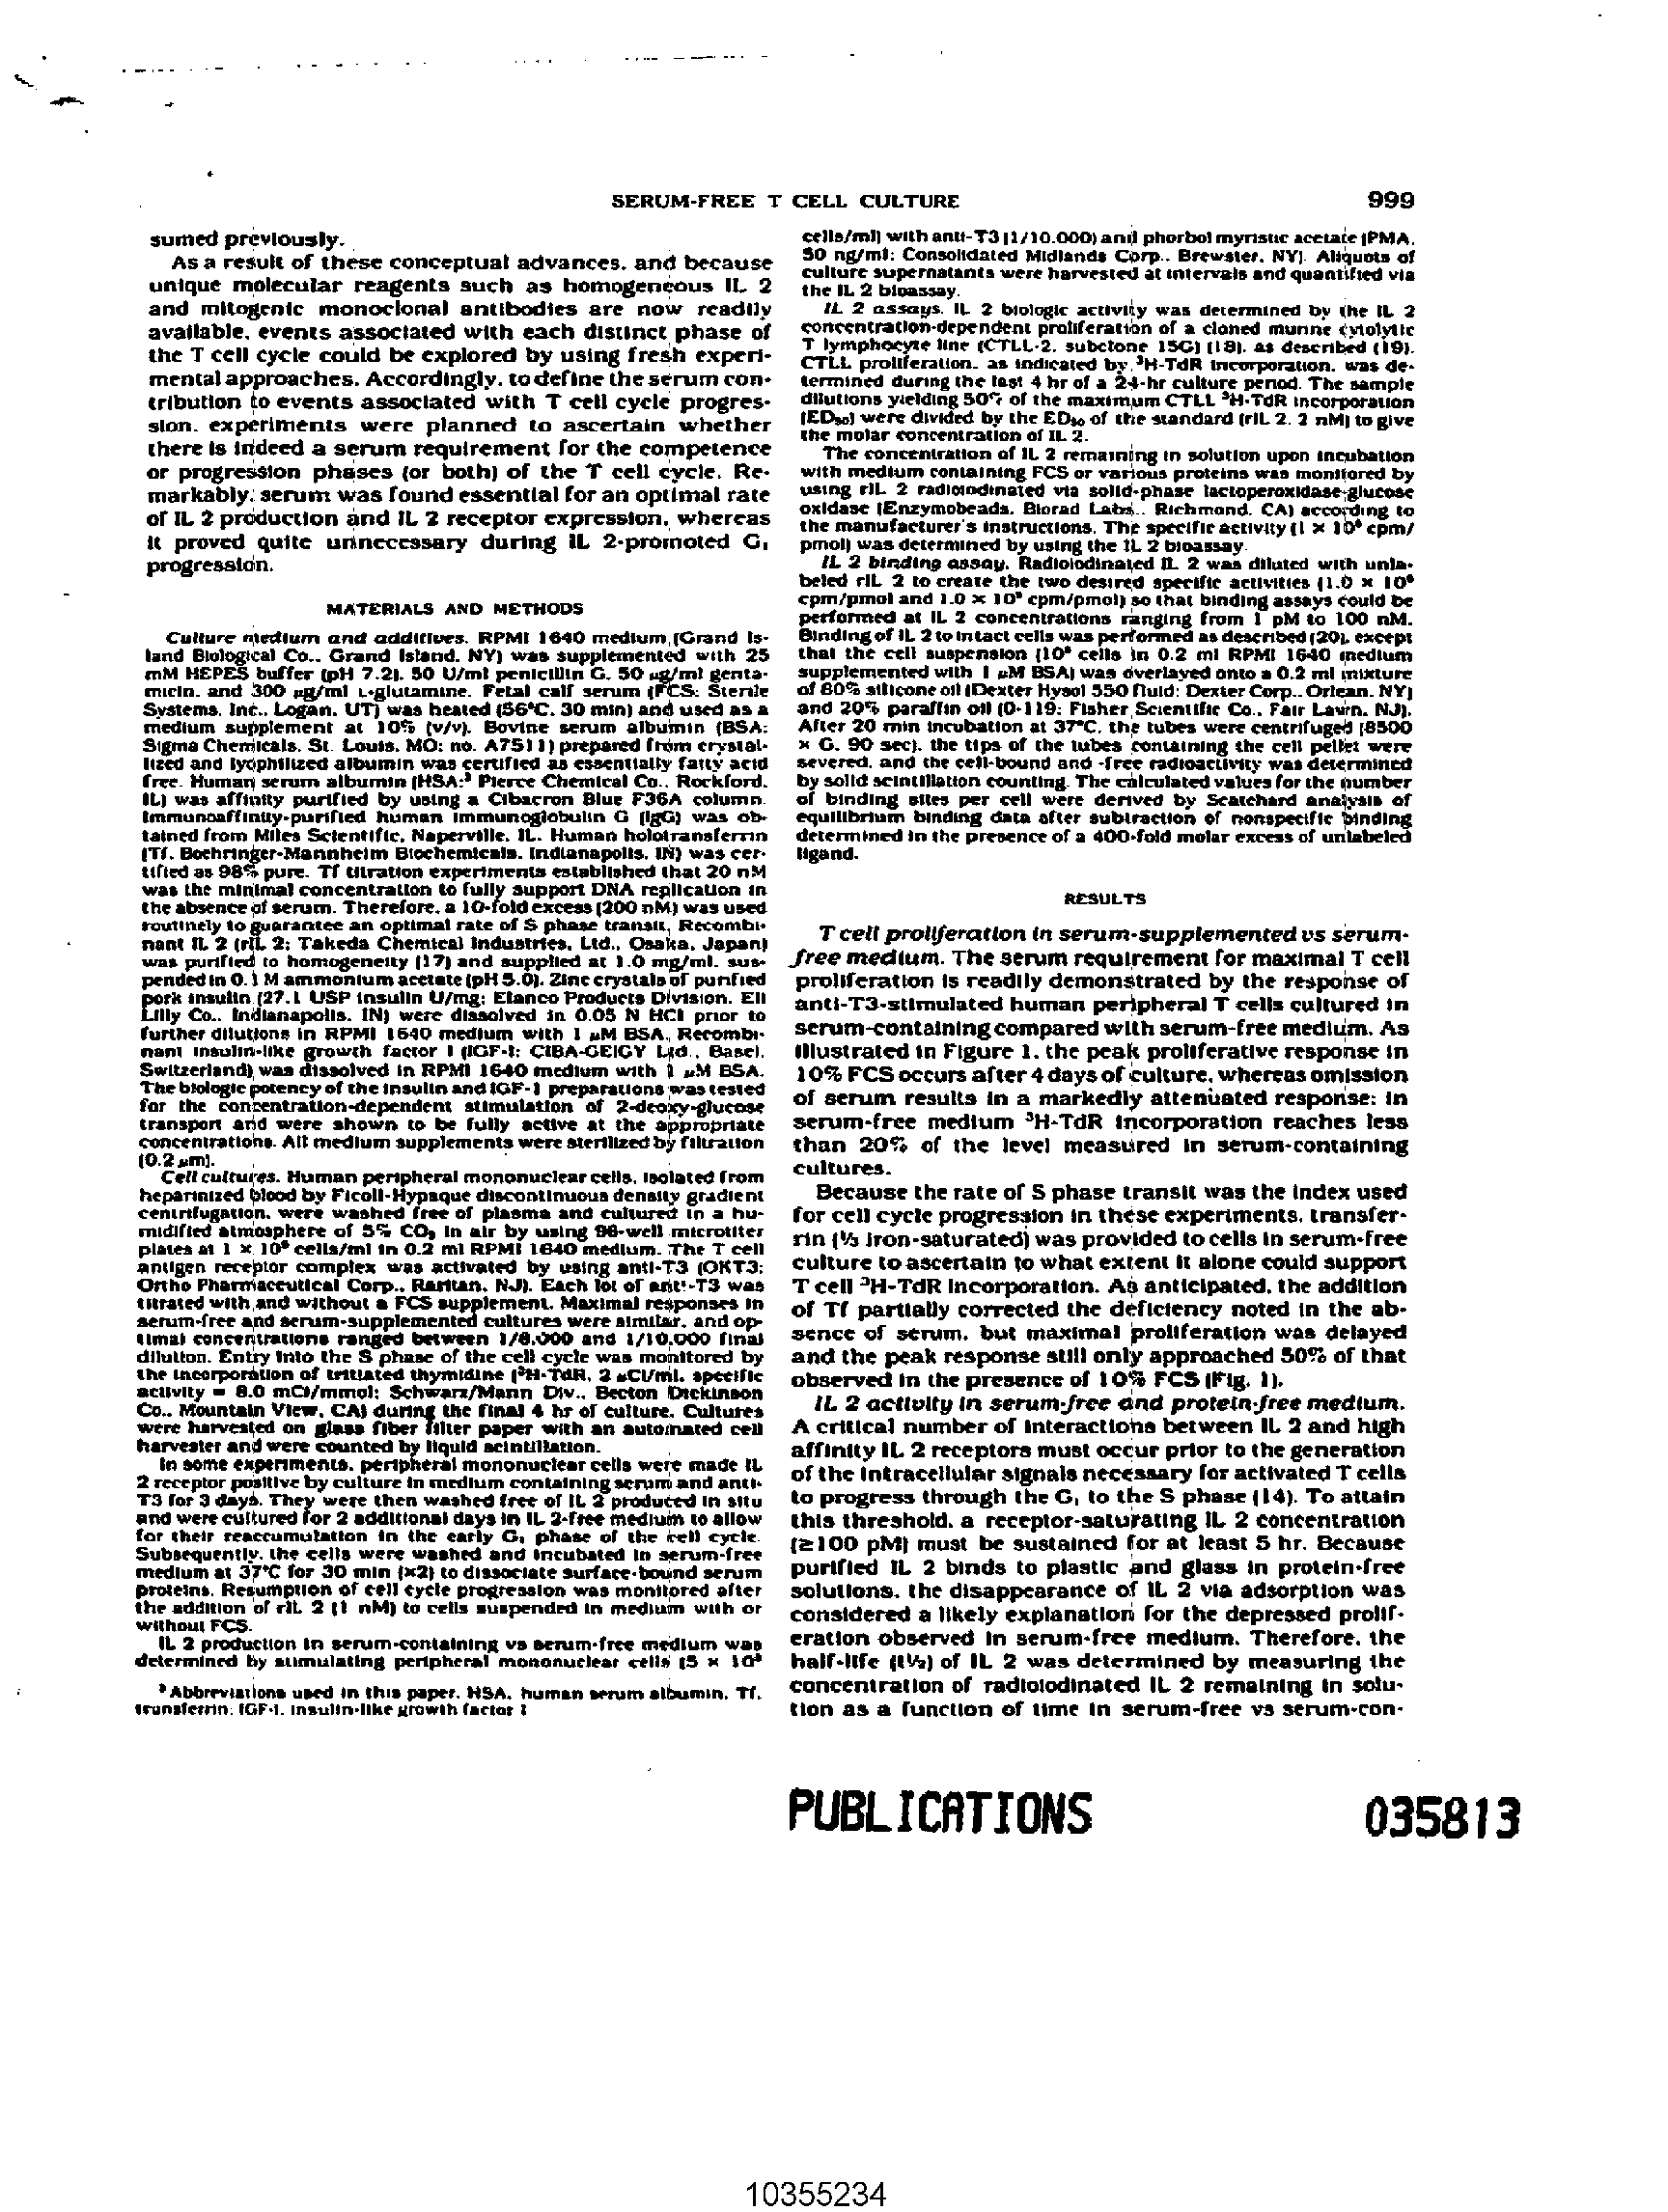 SERUM-FREE T CELL CULTURE
999
sumed previously.
As a result of these conceptual advances, and because
unique molecular reagents such as homogeneous IL 2
and mitogenic monoclonal antibodies are now readily
available, events associated with each distinct phase of
the T cell cycle could be explored by using fresh experi-
mental approaches. Accordingly, to define the serum con-
tribution to events associated with T cell cycle progres-
sion, experiments were planned to ascertain whether
there is indeed a serum requirement for the competence
or progression phases (or both) of the T cell cycle. Re-
markably, serum was found essential for an optimal rate
of IL 2 production and IL 2 receptor expression, whereas
it proved quite unnecessary during IL 2-promoted G₁
progression.
MATERIALS AND METHODS
Culture medium and additives. RPMI 1640 medium (Grand Is-
land Biological Co., Grand Island, NY) was supplemented with 25
mM HEPES buffer (pH 7.2), 50 U/ml penicillin G, 50 μg/ml genta-
micin, and 300 μg/ml L-glutamine. Fetal calf serum (FCS; Sterile
Systems, Inc., Logan, UT) was heated (56°C, 30 min) and used as a
medium supplement at 10% (v/v). Bovine serum albumin (BSA;
Sigma Chemicals, St. Louis, MO; no. A7511) prepared from crystal-
lized and lyophilized albumin was certified as essentially fatty acid
free. Human serum albumin (HSA;³ Pierce Chemical Co., Rockford,
IL) was affinity purified by using a Cibacron Blue F36A column.
Immunoaffinity-purified human immunoglobulin G (IgG) was ob-
tained from Miles Scientific, Naperville, IL. Human holotransferrin
(Tf, Boehringer-Mannheim Biochemicals, Indianapolis, IN) was cer-
tified as 98% pure. Tf titration experiments established that 20 nM
was the minimal concentration to fully support DNA replication in
the absence of serum. Therefore, a 10-fold excess (200 nM) was used
routinely to guarantee an optimal rate of S phase transit. Recombi-
nant IL 2 (rIL 2; Takeda Chemical Industries, Ltd., Osaka, Japan)
was purified to homogeneity (17) and supplied at 1.0 mg/ml, sus-
pended in 0.1 M ammonium acetate (pH 5.0). Zinc crystals of purified
pork insulin (27.1 USP insulin U/mg; Elanco Products Division, Eli
Lilly Co., Indianapolis, IN) were dissolved in 0.05 N HCl prior to
further dilutions in RPMI 1640 medium with 1 μM BSA. Recombi-
nant insulin-like growth factor I (IGF-I; CIBA-GEIGY Ltd., Basel,
Switzerland) was dissolved in RPMI 1640 medium with 1 μM BSA.
The biologic potency of the insulin and IGF-1 preparations was tested
for the concentration-dependent stimulation of 2-deoxy-glucose
transport and were shown to be fully active at the appropriate
concentrations. All medium supplements were sterilized by filtration
(0.2 μm).
Cell cultures. Human peripheral mononuclear cells, isolated from
heparinized blood by Ficoll-Hypaque discontinuous density gradient
centrifugation, were washed free of plasma and cultured in a hu-
midified atmosphere of 5% CO₂ in air by using 96-well microtiter
plates at 1 × 10⁶ cells/ml in 0.2 ml RPMI 1640 medium. The T cell
antigen receptor complex was activated by using anti-T3 (OKT3;
Ortho Pharmaceutical Corp., Raritan, NJ). Each lot of anti-T3 was
titrated with and without a FCS supplement. Maximal responses in
serum-free and serum-supplemented cultures were similar, and op-
timal concentrations ranged between 1/8,000 and 1/10,000 final
dilution. Entry into the S phase of the cell cycle was monitored by
the incorporation of tritiated thymidine (³H-TdR, 2 μCi/ml, specific
activity = 8.0 mCi/mmol; Schwarz/Mann Div., Becton Dickinson
Co., Mountain View, CA) during the final 4 hr of culture. Cultures
were harvested on glass fiber filter paper with an automated cell
harvester and were counted by liquid scintillation.
In some experiments, peripheral mononuclear cells were made IL
2 receptor positive by culture in medium containing serum and anti-
T3 for 3 days. They were then washed free of IL 2 produced in situ
and were cultured for 2 additional days in IL 2-free medium to allow
for their reaccumulation in the early G₁ phase of the cell cycle.
Subsequently, the cells were washed and incubated in serum-free
medium at 37°C for 30 min (×2) to dissociate surface-bound serum
proteins. Resumption of cell cycle progression was monitored after
the addition of rIL 2 (1 nM) to cells suspended in medium with or
without FCS.
IL 2 production in serum-containing vs serum-free medium was
determined by stimulating peripheral mononuclear cells (5 × 10⁶
³ Abbreviations used in this paper. HSA, human serum albumin, Tf,
transferrin; IGF-I, insulin-like growth factor I
cells/ml) with anti-T3 (1/10,000) and phorbol myristic acetate (PMA,
50 ng/ml; Consolidated Midlands Corp., Brewster, NY). Aliquots of
culture supernatants were harvested at intervals and quantified via
the IL 2 bioassay.
IL 2 assays. IL 2 biologic activity was determined by the IL 2
concentration-dependent proliferation of a cloned murine cytolytic
T lymphocyte line (CTLL-2, subclone 15G) (18), as described (19).
CTLL proliferation, as indicated by ³H-TdR incorporation, was de-
termined during the last 4 hr of a 24-hr culture period. The sample
dilutions yielding 50% of the maximum CTLL ³H-TdR incorporation
(ED₅₀) were divided by the ED₅₀ of the standard (rIL 2, 2 nM) to give
the molar concentration of IL 2.
The concentration of IL 2 remaining in solution upon incubation
with medium containing FCS or various proteins was monitored by
using rIL 2 radioiodinated via solid-phase lactoperoxidase-glucose
oxidase (Enzymobeads, Biorad Labs., Richmond, CA) according to
the manufacturer's instructions. The specific activity (1 × 10⁶ cpm/
pmol) was determined by using the IL 2 bioassay.
IL 2 binding assay. Radioiodinated IL 2 was diluted with unla-
beled rIL 2 to create the two desired specific activities (1.0 × 10⁶
cpm/pmol and 1.0 × 10⁵ cpm/pmol) so that binding assays could be
performed at IL 2 concentrations ranging from 1 pM to 100 nM.
Binding of IL 2 to intact cells was performed as described (20), except
that the cell suspension (10⁶ cells in 0.2 ml RPMI 1640 medium
supplemented with 1 μM BSA) was overlayed onto a 0.2 ml mixture
of 80% silicone oil (Dexter Hysol 550 fluid; Dexter Corp., Orlean, NY)
and 20% paraffin oil (0-119; Fisher Scientific Co., Fair Lawn, NJ).
After 20 min incubation at 37°C, the tubes were centrifuged (8500
× G, 90 sec), the tips of the tubes containing the cell pellet were
severed, and the cell-bound and -free radioactivity was determined
by solid scintillation counting. The calculated values for the number
of binding sites per cell were derived by Scatchard analysis of
equilibrium binding data after subtraction of nonspecific binding
determined in the presence of a 400-fold molar excess of unlabeled
ligand.
RESULTS
T cell proliferation in serum-supplemented vs serum-
free medium. The serum requirement for maximal T cell
proliferation is readily demonstrated by the response of
anti-T3-stimulated human peripheral T cells cultured in
serum-containing compared with serum-free medium. As
illustrated in Figure 1, the peak proliferative response in
10% FCS occurs after 4 days of culture, whereas omission
of serum results in a markedly attenuated response: in
serum-free medium ³H-TdR incorporation reaches less
than 20% of the level measured in serum-containing
cultures.
Because the rate of S phase transit was the index used
for cell cycle progression in these experiments, transfer-
rin (⅓ iron-saturated) was provided to cells in serum-free
culture to ascertain to what extent it alone could support
T cell ³H-TdR incorporation. As anticipated, the addition
of Tf partially corrected the deficiency noted in the ab-
sence of serum, but maximal proliferation was delayed
and the peak response still only approached 50% of that
observed in the presence of 10% FCS (Fig. 1).
IL 2 activity in serum-free and protein-free medium.
A critical number of interactions between IL 2 and high
affinity IL 2 receptors must occur prior to the generation
of the intracellular signals necessary for activated T cells
to progress through the G₁ to the S phase (14). To attain
this threshold, a receptor-saturating IL 2 concentration
(≥100 pM) must be sustained for at least 5 hr. Because
purified IL 2 binds to plastic and glass in protein-free
solutions, the disappearance of IL 2 via adsorption was
considered a likely explanation for the depressed prolif-
eration observed in serum-free medium. Therefore, the
half-life (t½) of IL 2 was determined by measuring the
concentration of radioiodinated IL 2 remaining in solu-
tion as a function of time in serum-free vs serum-con-
PUBLICATIONS
035813
10355234